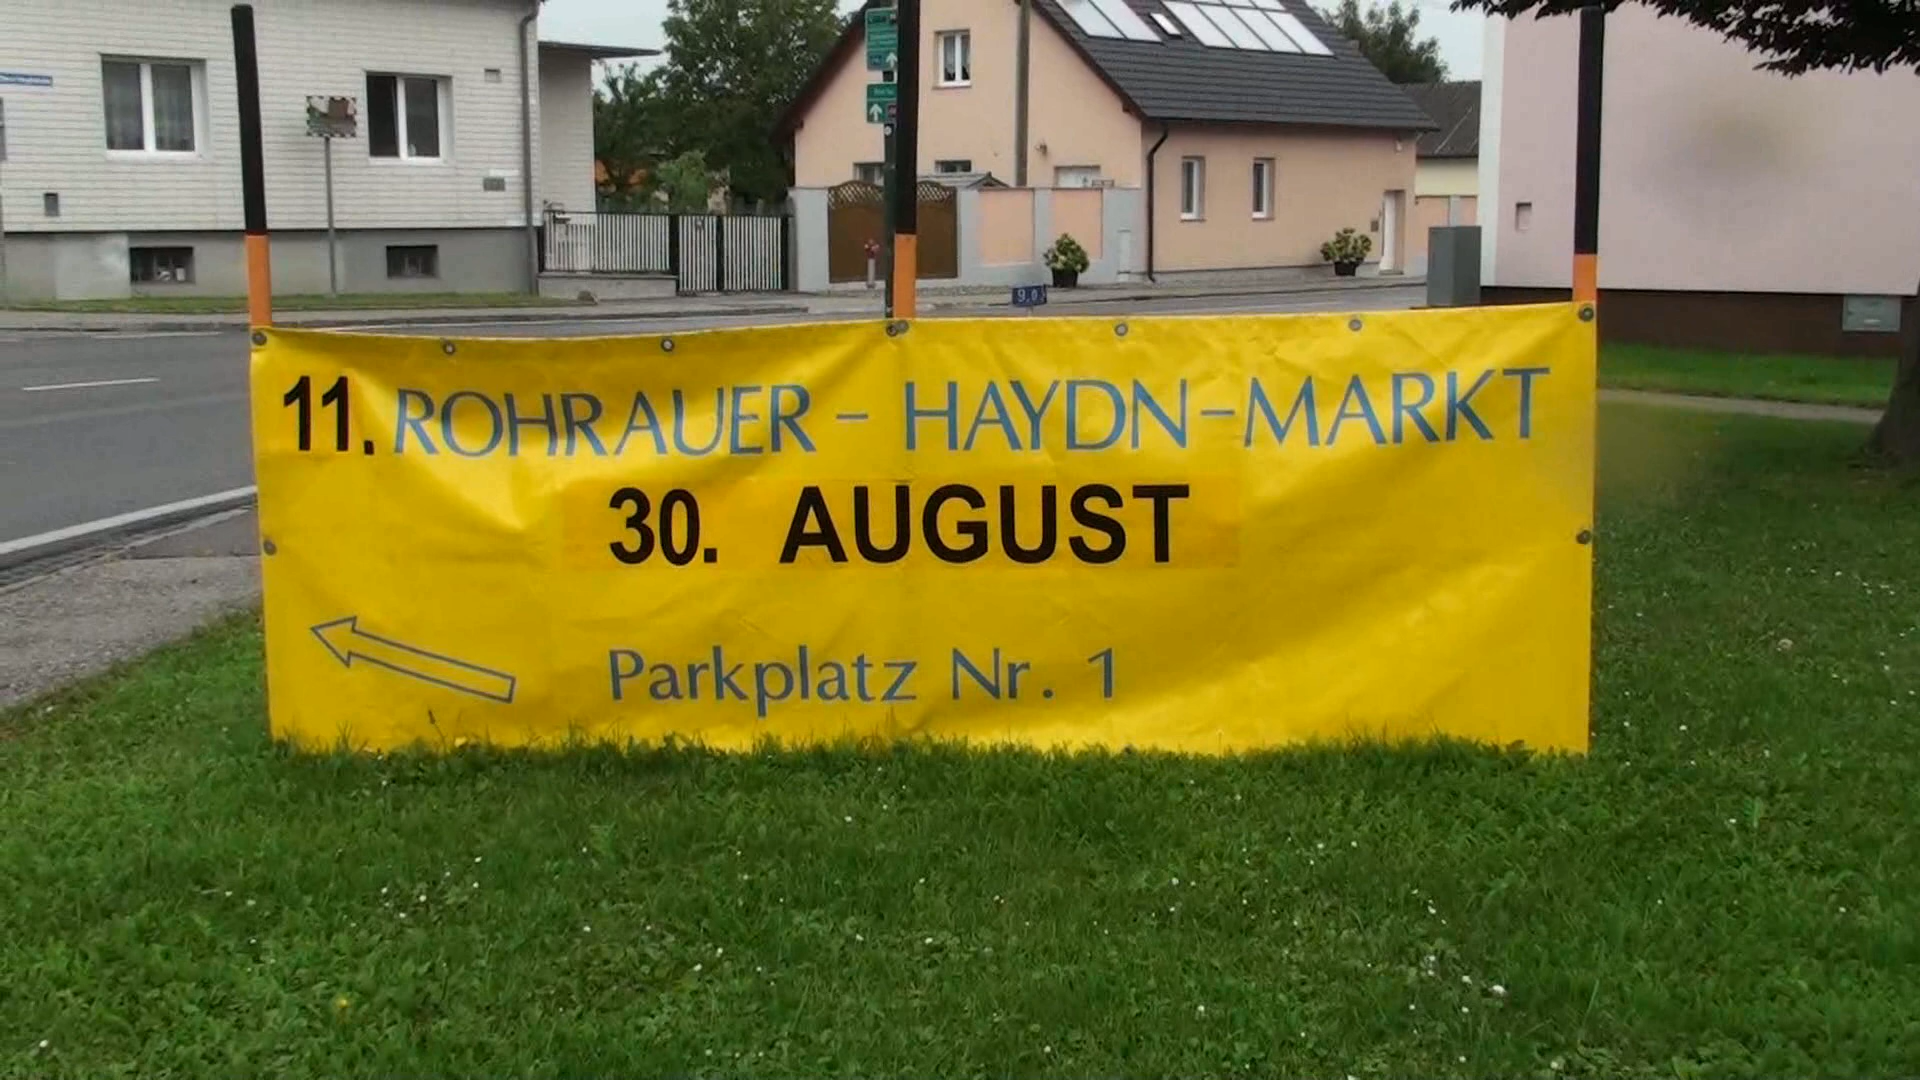 11. ROHRAUER - HAYDN-MARKT
30. AUGUST
Parkplatz Nr. 1